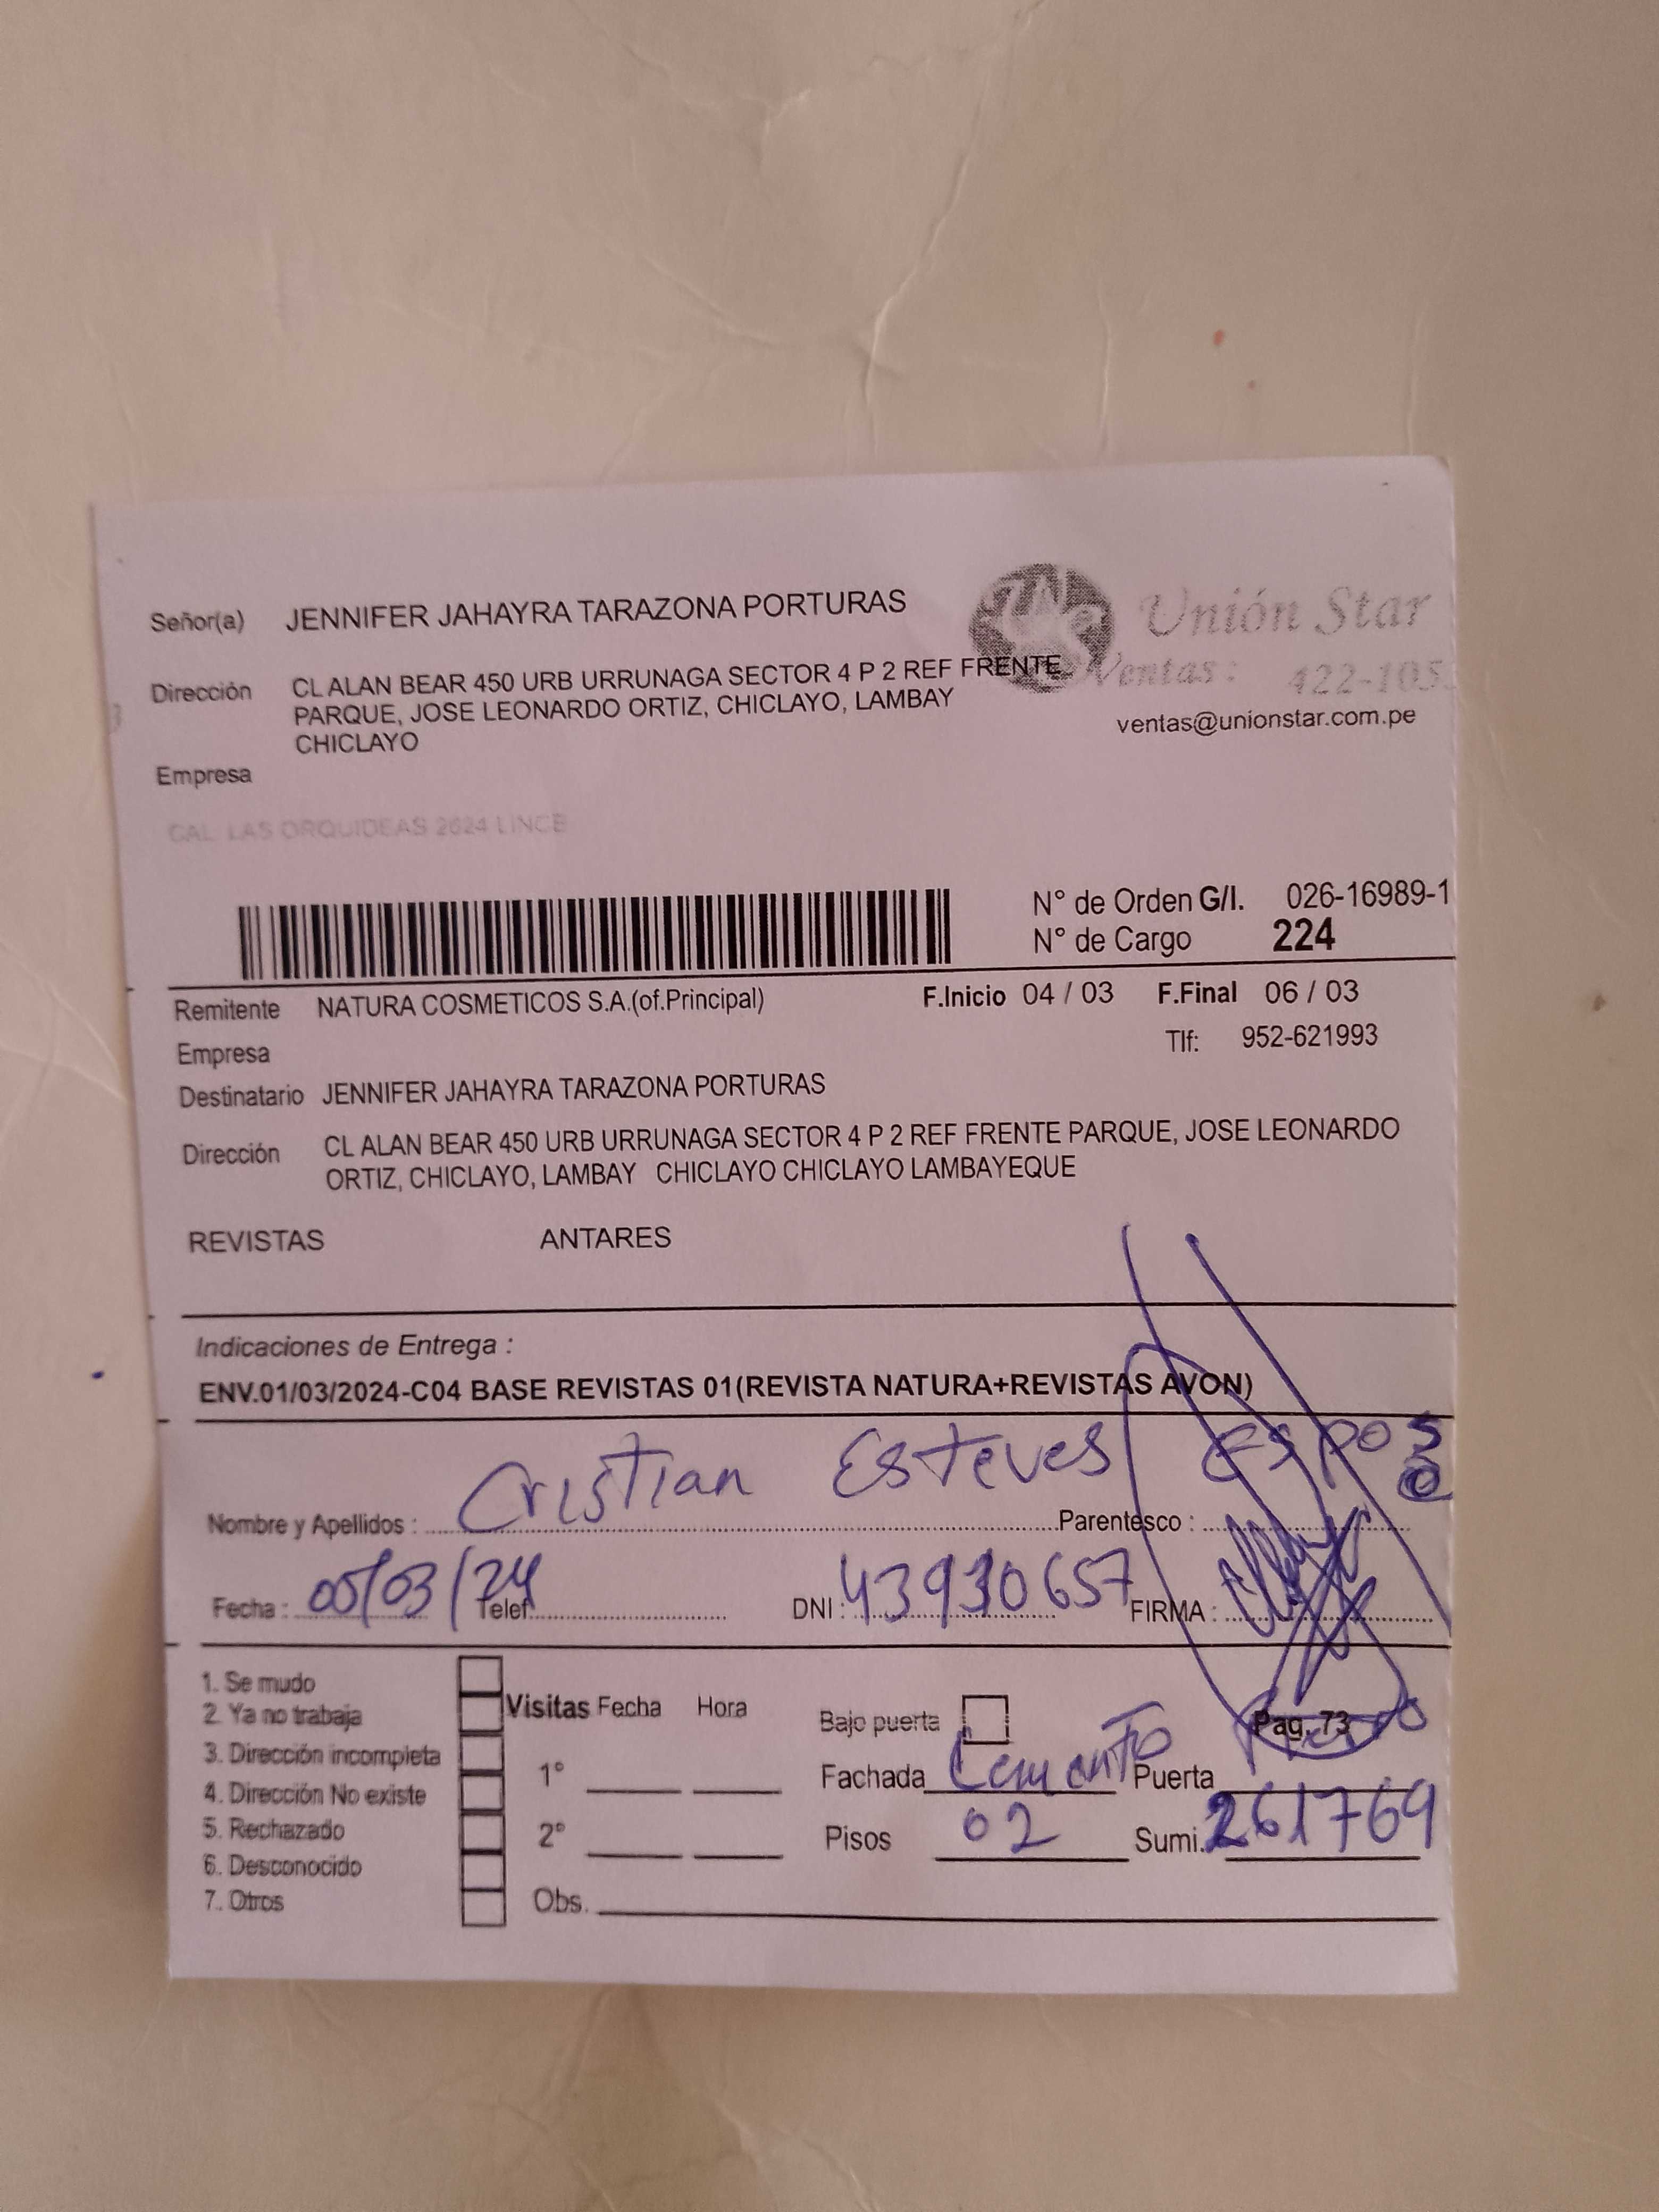 Señor(a) JENNIFER JAHAYRA TARAZONA PORTURAS
Unión Star
Dirección CL ALAN BEAR 450 URB URRUNAGA SECTOR 4 P 2 REF FRENTE
Ventas: 422-105
PARQUE, JOSE LEONARDO ORTIZ, CHICLAYO, LAMBAY
ventas@unionstar.com.pe
CHICLAYO
Empresa
CAL. LAS ORQUIDEAS 2624 LINCE
N° de Orden G/I. 026-16989-1
N° de Cargo 224
Remitente NATURA COSMETICOS S.A.(of.Principal) F.Inicio 04 / 03 F.Final 06 / 03
Empresa Tlf: 952-621993
Destinatario JENNIFER JAHAYRA TARAZONA PORTURAS
Dirección CL ALAN BEAR 450 URB URRUNAGA SECTOR 4 P 2 REF FRENTE PARQUE, JOSE LEONARDO
ORTIZ, CHICLAYO, LAMBAY CHICLAYO CHICLAYO LAMBAYEQUE
REVISTAS ANTARES
Indicaciones de Entrega :
ENV.01/03/2024-C04 BASE REVISTAS 01(REVISTA NATURA+REVISTAS AVON)
Nombre y Apellidos : Cristian Esteves Parentesco : esposo
Fecha : 05/03/24 Telef. DNI : 43930657 FIRMA :
1. Se mudo
2. Ya no trabaja Visitas Fecha Hora Bajo puerta Pag. 73
3. Dirección incompleta 1° Fachada Cemento Puerta
4. Dirección No existe
5. Rechazado 2° Pisos 02 Sumi. 261769
6. Desconocido
7. Otros Obs.